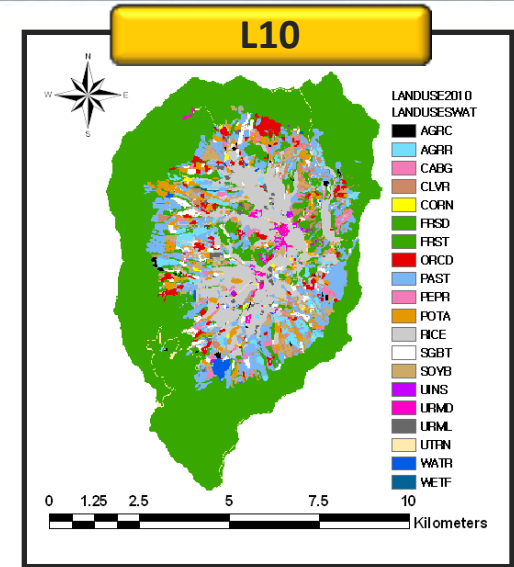 L10
N
W E
S
LANDUSE2010
LANDUSESWAT
AGRC
AGRR
CABG
CLVR
CORN
FRSD
FRST
ORCD
PAST
PEPR
POTA
RICE
SGBT
SOYB
UINS
URMD
URML
UTRN
WATR
WETF
0 1.25 2.5 5 7.5 10
Kilometers